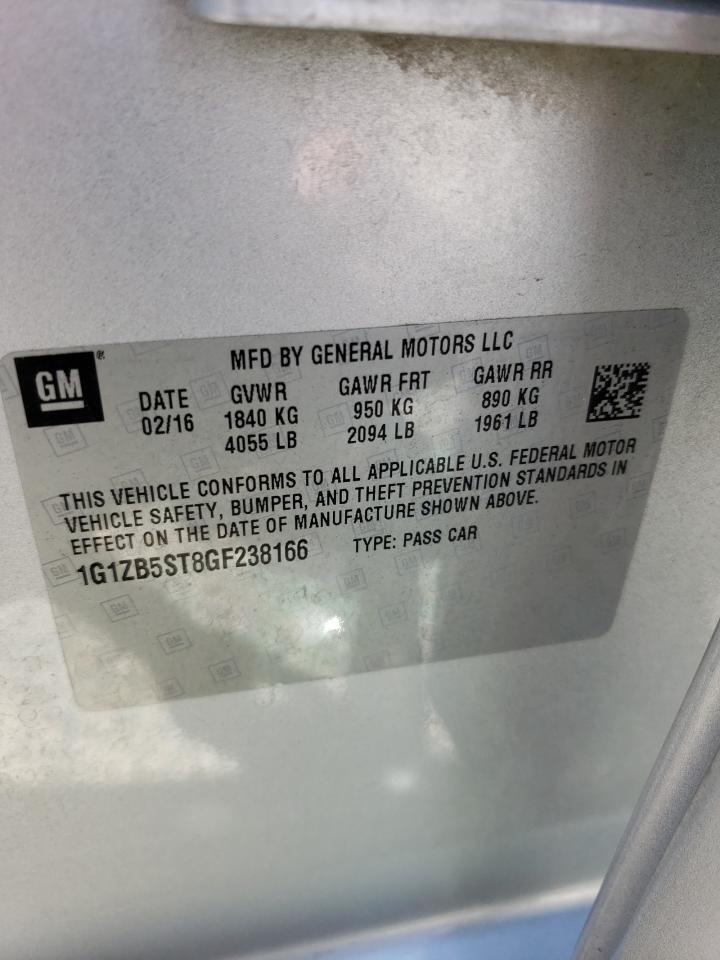 GM
MFD BY GENERAL MOTORS LLC
DATE GVWR GAWR FRT GAWR RR
02/16 1840 KG 950 KG 890 KG
4055 LB 2094 LB 1961 LB
THIS VEHICLE CONFORMS TO ALL APPLICABLE U.S. FEDERAL MOTOR
VEHICLE SAFETY, BUMPER, AND THEFT PREVENTION STANDARDS IN
EFFECT ON THE DATE OF MANUFACTURE SHOWN ABOVE.
1G1ZB5ST8GF238166 TYPE: PASS CAR